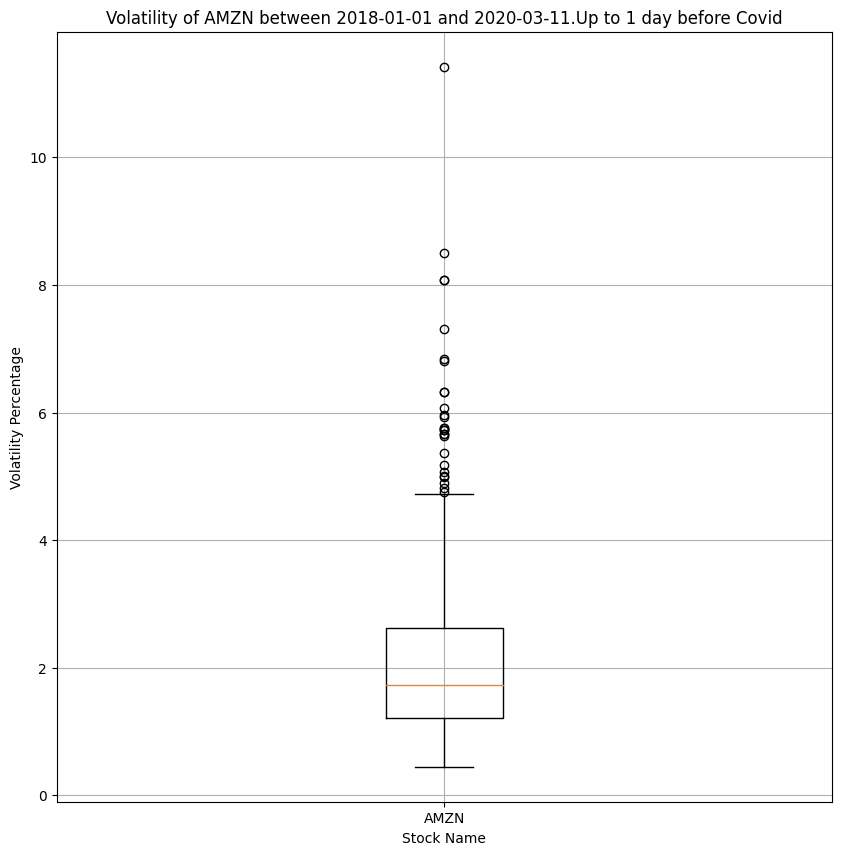 Volatility of AMZN between 2018-01-01 and 2020-03-11.Up to 1 day before Covid
10
8
6
4
2
0
Volatility Percentage
AMZN
Stock Name